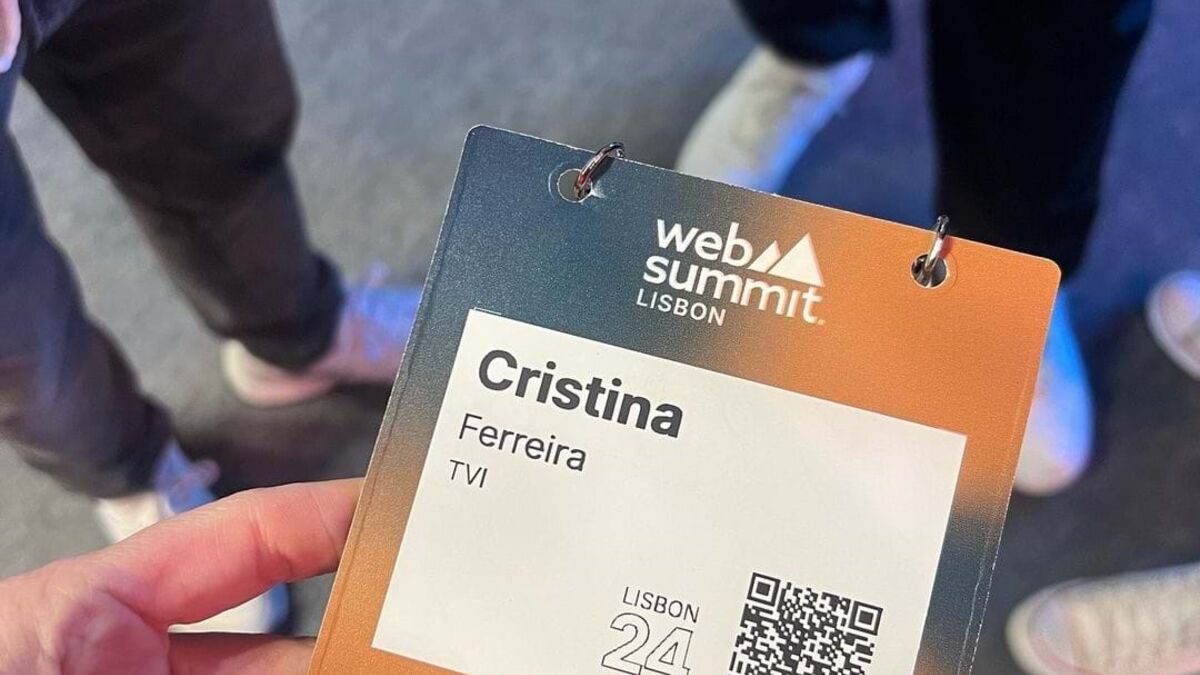 web
summit
LISBON
Cristina
Ferreira
TVI
LISBON
24